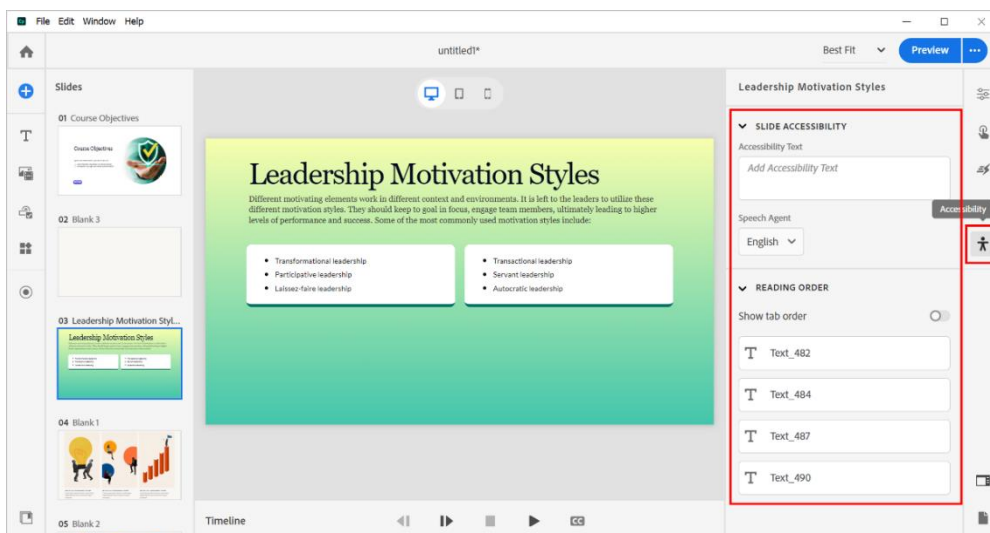 File Edit Window Help
untitled1*
Best Fit
Preview
Slides
01 Course Objectives
Course Objectives
02 Blank 3
03 Leadership Motivation Styl...
Leadership Motivation Styles
04 Blank 1
05 Blank 2
Leadership Motivation Styles
Different motivating elements work in different context and environments. It is left to the leaders to utilize these
different motivation styles. They should keep to goal in focus, engage team members, ultimately leading to higher
levels of performance and success. Some of the most commonly used motivation styles include:
• Transformational leadership
• Participative leadership
• Laissez-faire leadership
• Transactional leadership
• Servant leadership
• Autocratic leadership
Timeline
CC
Leadership Motivation Styles
SLIDE ACCESSIBILITY
Accessibility Text
Add Accessibility Text
Speech Agent
English
Accessibility
READING ORDER
Show tab order
T Text_482
T Text_484
T Text_487
T Text_490